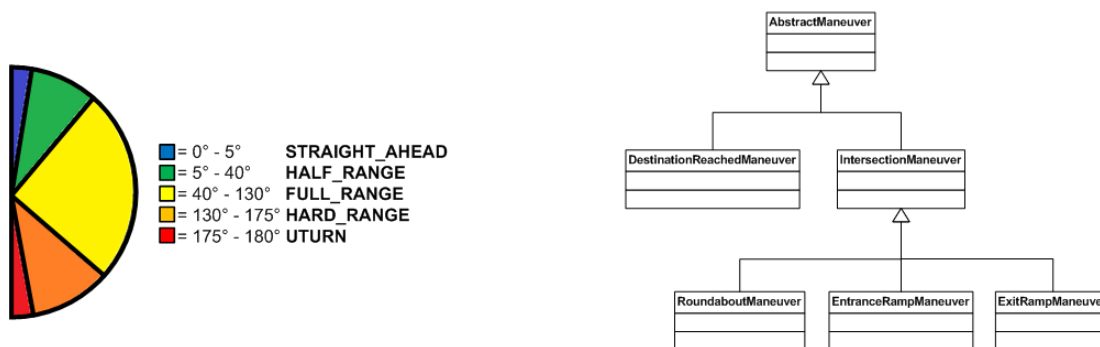 AbstractManeuver
= 0° - 5° STRAIGHT_AHEAD
= 5° - 40° HALF_RANGE
= 40° - 130° FULL_RANGE
= 130° - 175° HARD_RANGE
= 175° - 180° UTURN
DestinationReachedManeuver IntersectionManeuver
RoundaboutManeuver EntranceRampManeuver ExitRampManeuve